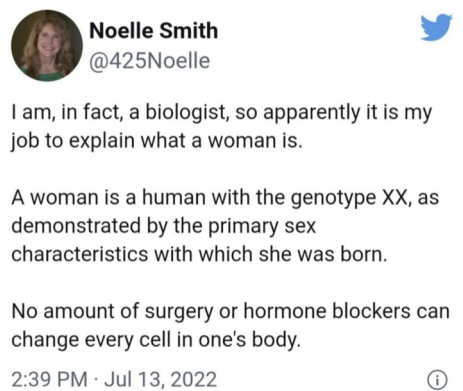 Noelle Smith
@425Noelle
I am, in fact, a biologist, so apparently it is my
job to explain what a woman is.
A woman is a human with the genotype XX, as
demonstrated by the primary sex
characteristics with which she was born.
No amount of surgery or hormone blockers can
change every cell in one's body.
2:39 PM · Jul 13, 2022